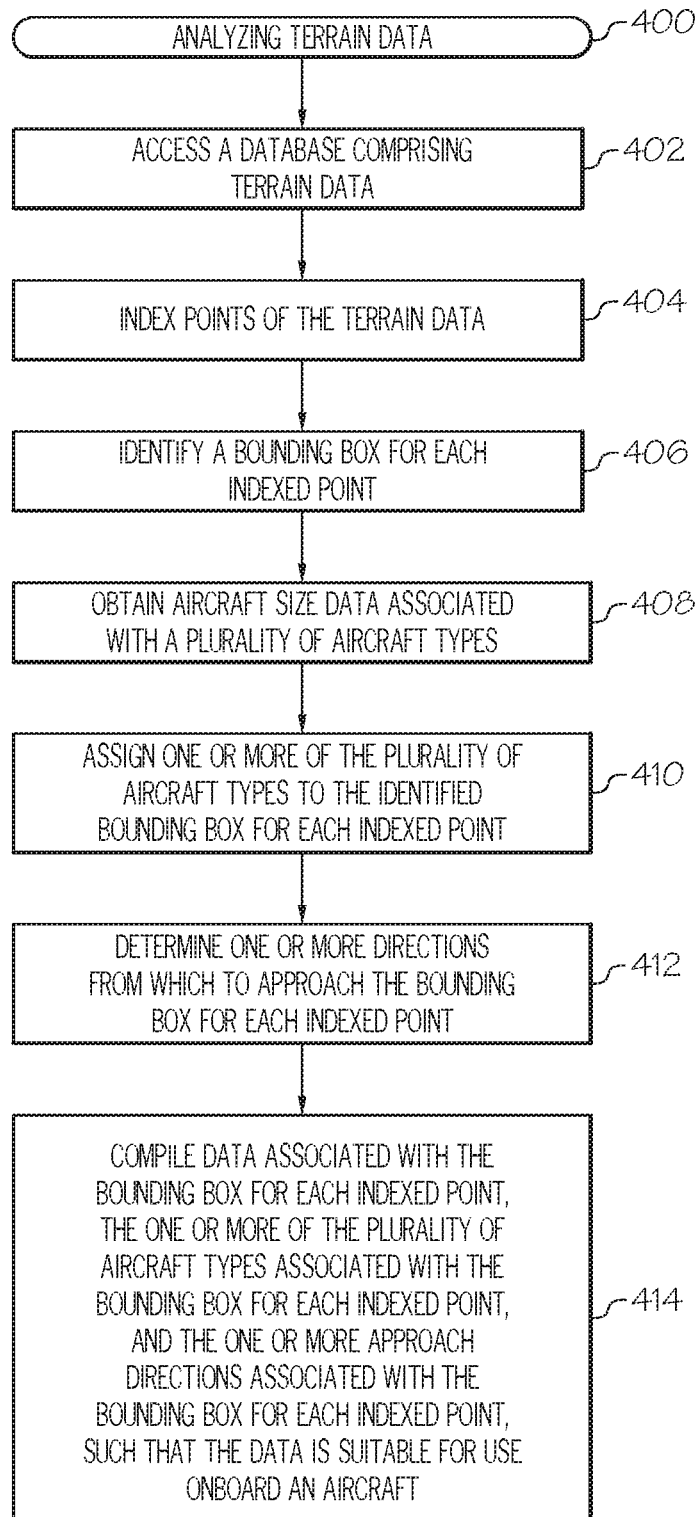 ANALYZING TERRAIN DATA
400
ACCESS A DATABASE COMPRISING
TERRAIN DATA
402
INDEX POINTS OF THE TERRAIN DATA
404
IDENTIFY A BOUNDING BOX FOR EACH
INDEXED POINT
406
OBTAIN AIRCRAFT SIZE DATA ASSOCIATED
WITH A PLURALITY OF AIRCRAFT TYPES
408
ASSIGN ONE OR MORE OF THE PLURALITY OF
AIRCRAFT TYPES TO THE IDENTIFIED
BOUNDING BOX FOR EACH INDEXED POINT
410
DETERMINE ONE OR MORE DIRECTIONS
FROM WHICH TO APPROACH THE BOUNDING
BOX FOR EACH INDEXED POINT
412
COMPILE DATA ASSOCIATED WITH THE
BOUNDING BOX FOR EACH INDEXED POINT,
THE ONE OR MORE OF THE PLURALITY OF
AIRCRAFT TYPES ASSOCIATED WITH THE
BOUNDING BOX FOR EACH INDEXED POINT,
AND THE ONE OR MORE APPROACH
DIRECTIONS ASSOCIATED WITH THE
BOUNDING BOX FOR EACH INDEXED POINT,
SUCH THAT THE DATA IS SUITABLE FOR USE
ONBOARD AN AIRCRAFT
414